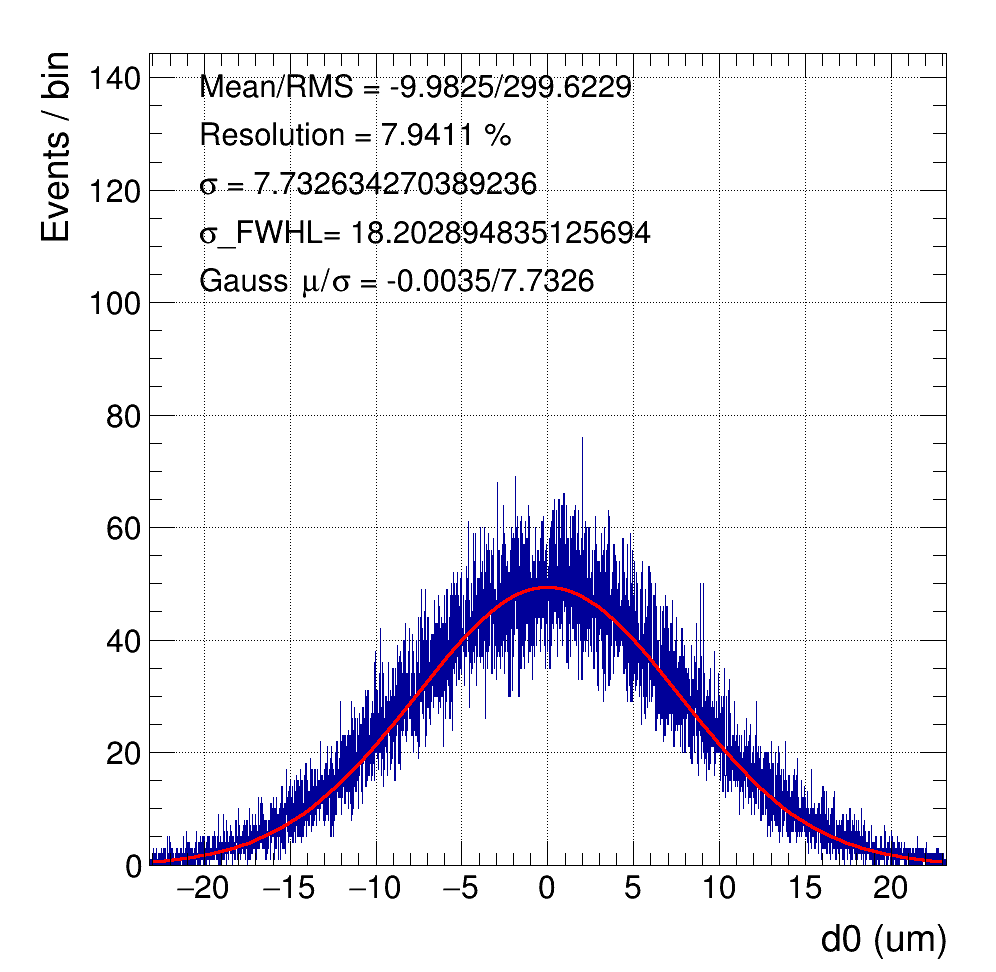 Events / bin
140
120
100
80
60
40
20
0
Mean/RMS = -9.9825/299.6229
Resolution = 7.9411 %
σ = 7.732634270389236
σ_FWHL= 18.202894835125694
Gauss μ/σ = -0.0035/7.7326
−20 −15 −10 −5 0 5 10 15 20
d0 (um)